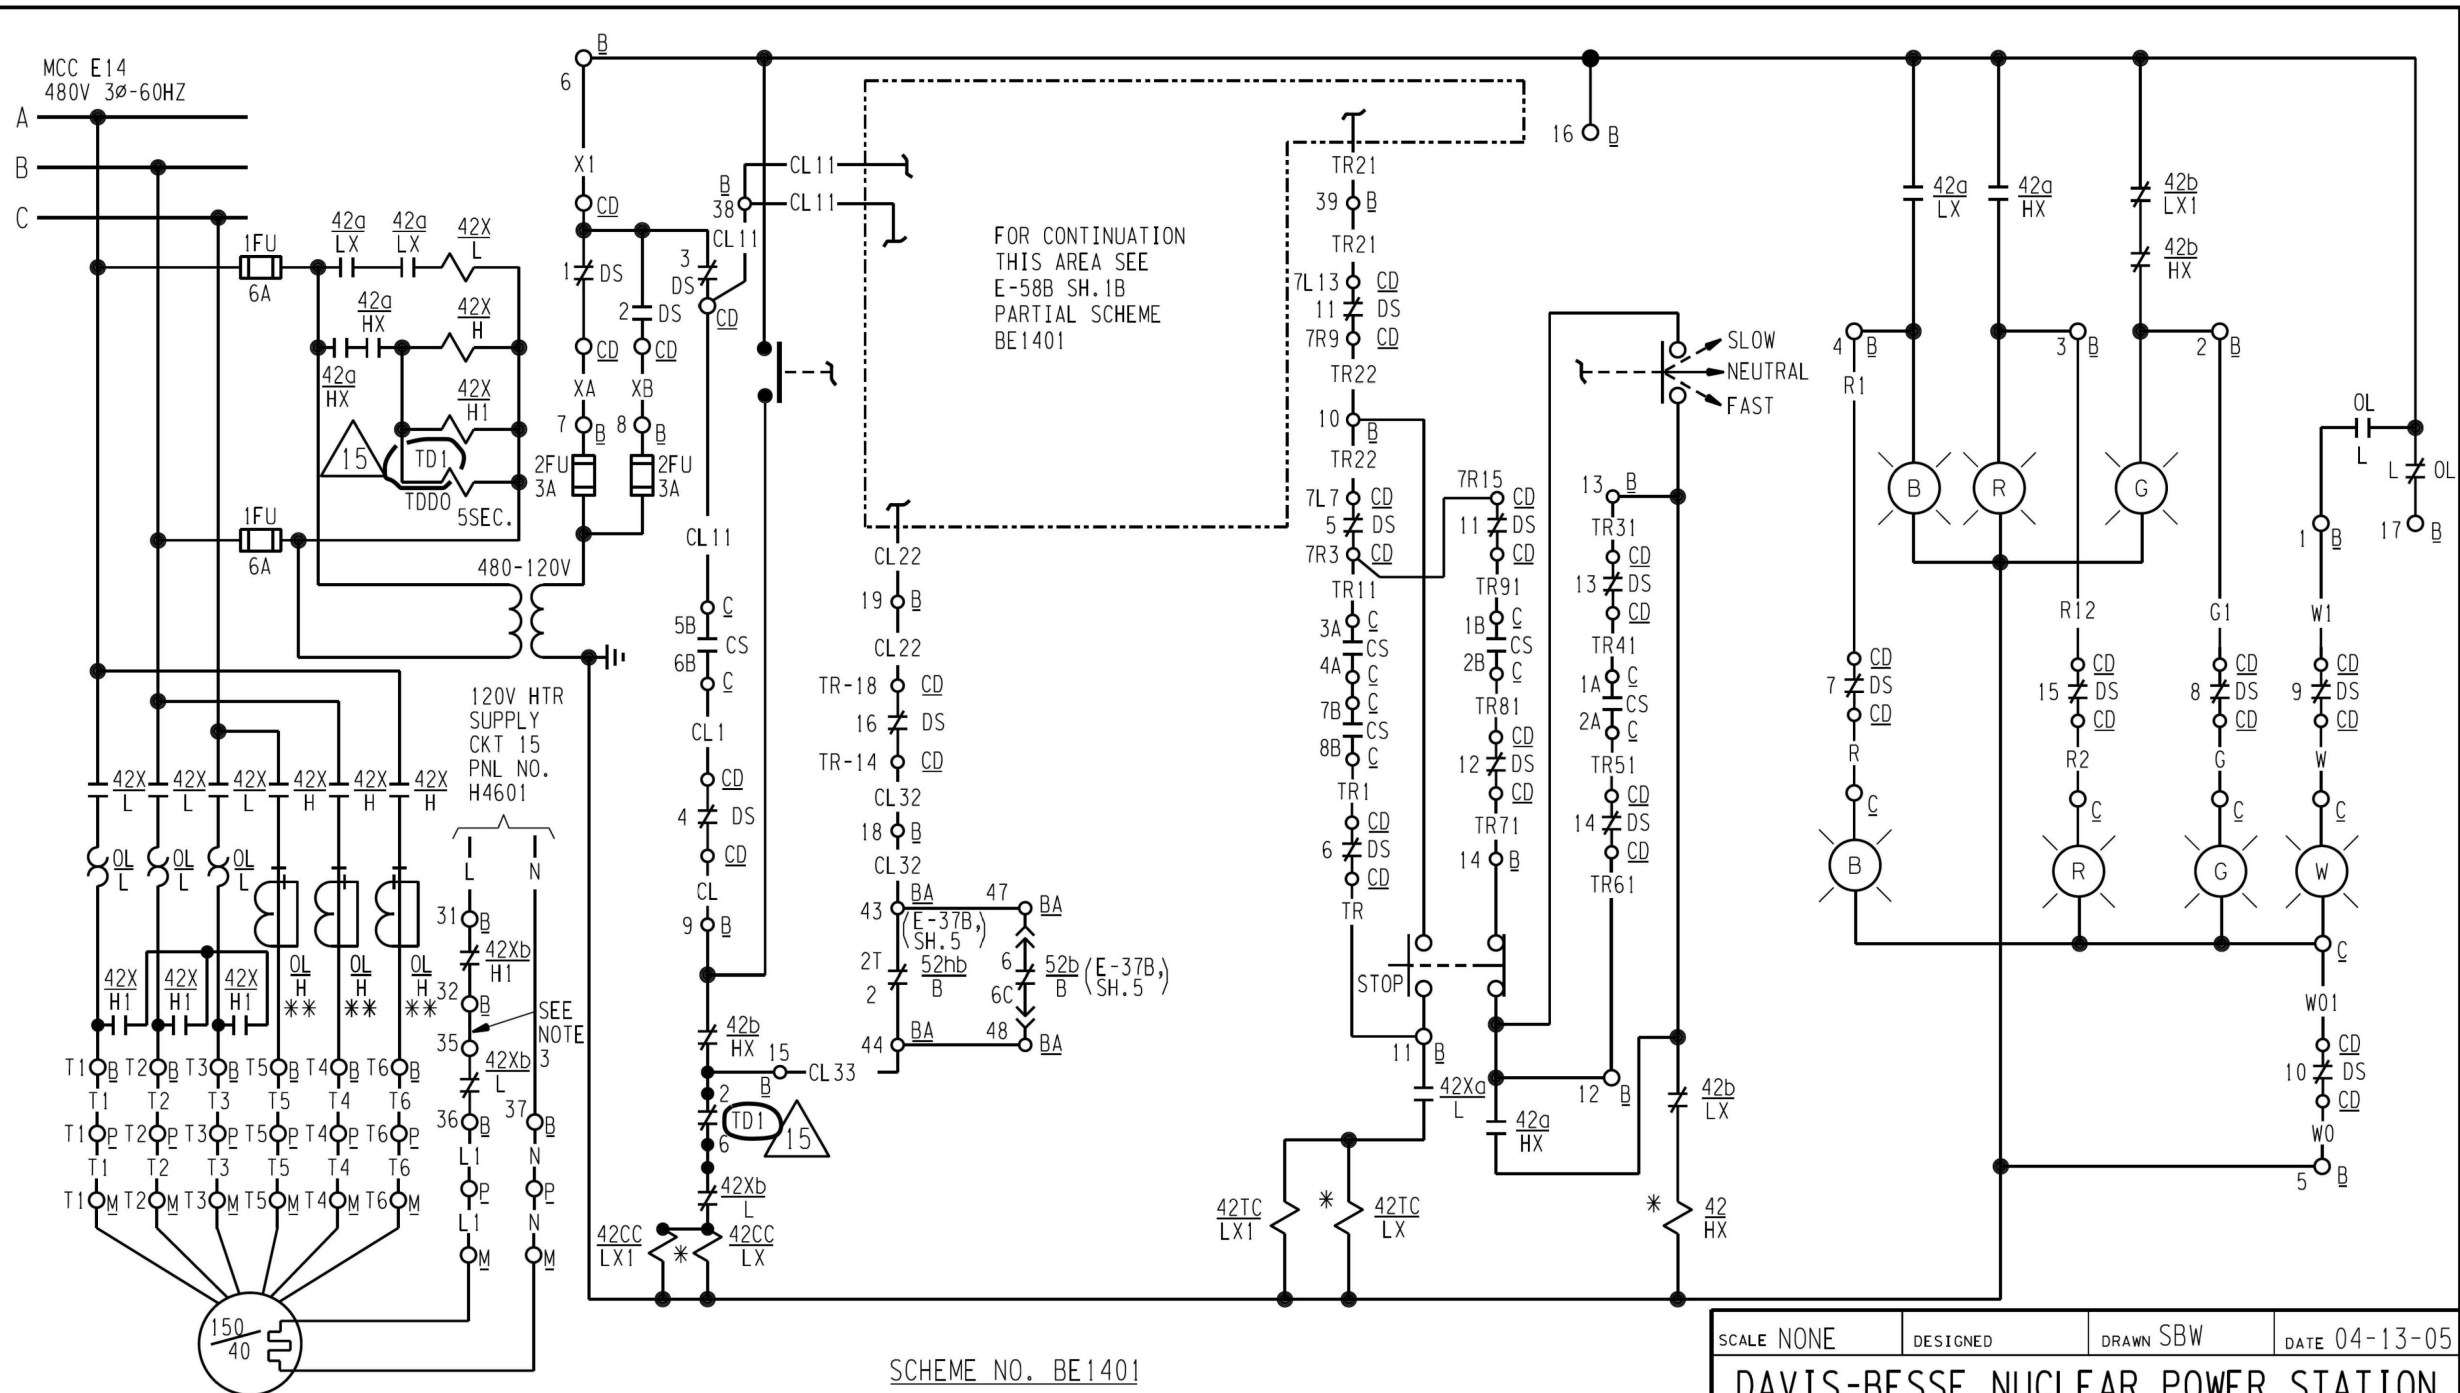 MCC E14
480V 3ø-60HZ
A
B
C
1FU
6A
42a
LX
42a
LX
42X
L
42a
HX
42X
H
42a
HX
42X
H1
15
TD1
TDDO
5SEC.
1FU
6A
480-120V
B
6
X1
CD
1 DS
2 DS
3
DS
CD
CD
CD
XA
XB
7 B
8 B
2FU
3A
2FU
3A
B
38
CL11
CL11
CL11
CL11
5B
C
CS
6B
C
CL1
CD
4 DS
CD
CL
9 B
42b
HX
15
B
CL33
2
TD1
15
6
42Xb
L
42CC
LX1
*
42CC
LX
FOR CONTINUATION
THIS AREA SEE
E-58B SH.1B
PARTIAL SCHEME
BE1401
CL22
19 B
CL22
TR-18 CD
16 DS
TR-14 CD
CL32
18 B
CL32
43
BA
47
BA
(E-37B,
SH.5)
2T
52hb
B
2
6
52b
B
6C
(E-37B,
SH.5)
44
BA
48
BA
TR21
39 B
TR21
7L13 CD
11 DS
7R9 CD
TR22
10
B
TR22
7L7 CD
5 DS
7R3 CD
TR11
3A C
CS
4A C
7B C
CS
8B C
TR1
CD
6 DS
CD
TR
STOP
11 B
42Xa
L
42TC
LX1
*
42TC
LX
7R15
CD
11 DS
CD
TR91
1B C
CS
2B C
TR81
CD
12 DS
CD
TR71
14 B
42a
HX
13 B
TR31
CD
13 DS
CD
TR41
1A C
CS
2A C
TR51
CD
14 DS
CD
TR61
12 B
SLOW
NEUTRAL
FAST
42b
LX
*
42
HX
16 B
42a
LX
42a
HX
42b
LX1
42b
HX
4 B
3 B
2 B
R1
B
R
G
OL
L
L OL
1 B
17 B
R12
G1
W1
CD
7 DS
CD
CD
15 DS
CD
CD
8 DS
CD
CD
9 DS
CD
R
R2
G
W
C
C
C
C
B
R
G
W
C
WO1
CD
10 DS
CD
WO
5 B
120V HTR
SUPPLY
CKT 15
PNL NO.
H4601
42X
L
42X
L
42X
L
42X
H
42X
H
42X
H
OL
L
OL
L
OL
L
L
N
31 B
42Xb
H1
32 B
SEE
NOTE
3
35
42Xb
L
36 B
37 B
42X
H1
42X
H1
42X
H1
OL
H
**
OL
H
**
OL
H
**
T1 B T2 B T3 B T5 B T4 B T6 B
T1 T2 T3 T5 T4 T6
T1 P T2 P T3 P T5 P T4 P T6 P
T1 T2 T3 T5 T4 T6
T1 M T2 M T3 M T5 M T4 M T6 M
L1 N
P P
L1 N
M M
150
40
SCHEME NO. BE1401
SCALE NONE
DESIGNED
DRAWN SBW
DATE 04-13-05
DAVIS-BESSE NUCLEAR POWER STATION